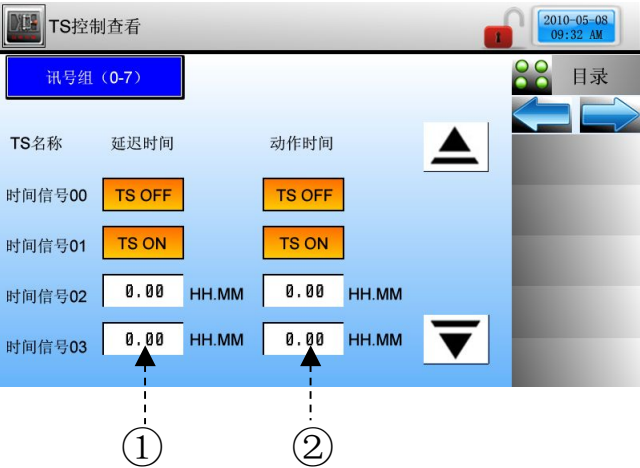 TS控制查看
1
2010-05-08
09:32 AM
讯号组（0-7）
目录
TS名称 延迟时间 动作时间
时间信号00 TS OFF TS OFF
时间信号01 TS ON TS ON
时间信号02 0.00 HH.MM 0.00 HH.MM
时间信号03 0.00 HH.MM 0.00 HH.MM
① ②